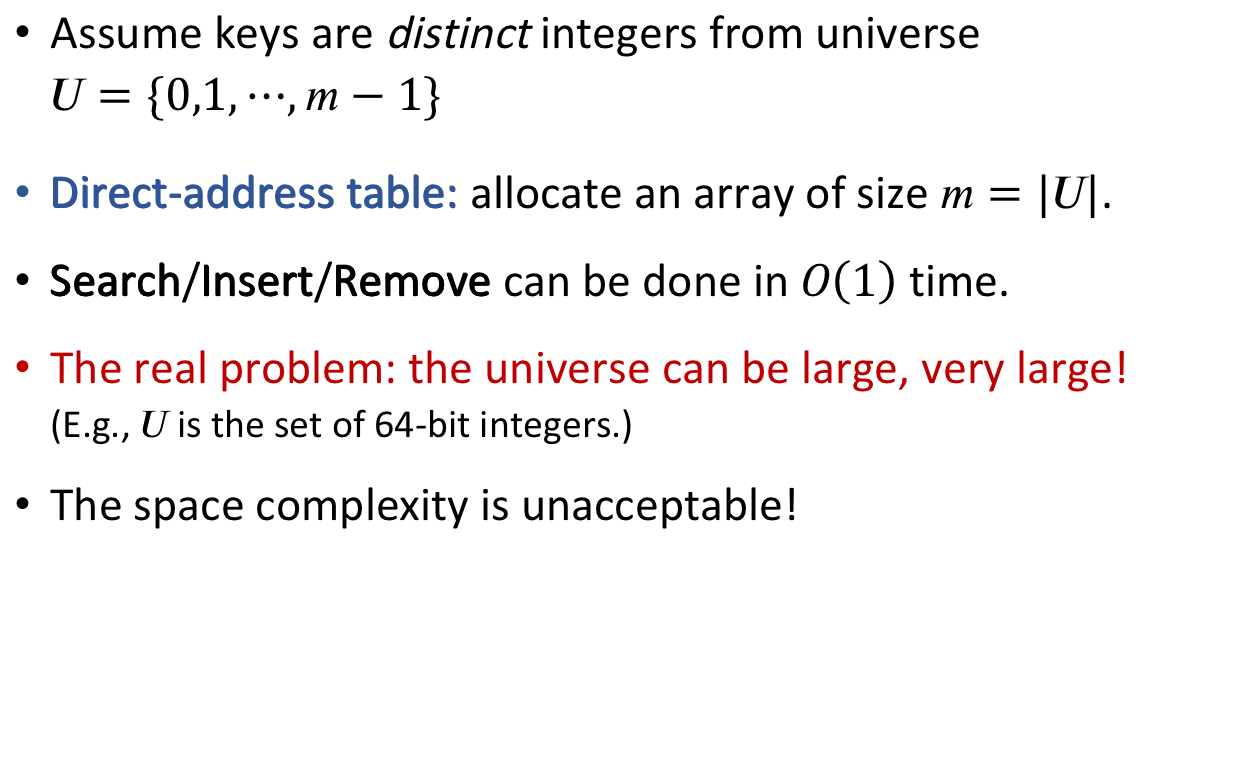 • Assume keys are distinct integers from universe
U = {0,1, ⋯, m − 1}
• Direct-address table: allocate an array of size m = |U|.
• Search/Insert/Remove can be done in O(1) time.
• The real problem: the universe can be large, very large!
(E.g., U is the set of 64-bit integers.)
• The space complexity is unacceptable!